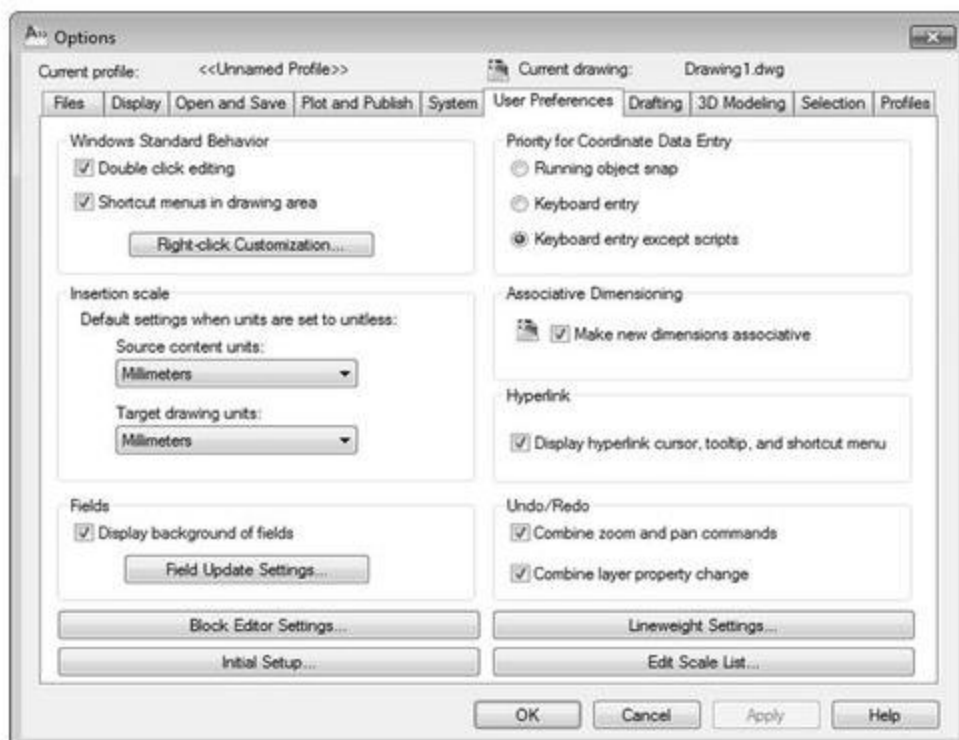 Options
Current profile: <<Unnamed Profile>> Current drawing: Drawing1.dwg
Files Display Open and Save Plot and Publish System User Preferences Drafting 3D Modeling Selection Profiles
Windows Standard Behavior
Double click editing
Shortcut menus in drawing area
Right-click Customization...
Insertion scale
Default settings when units are set to unitless:
Source content units:
Millimeters
Target drawing units:
Millimeters
Fields
Display background of fields
Field Update Settings...
Priority for Coordinate Data Entry
Running object snap
Keyboard entry
Keyboard entry except scripts
Associative Dimensioning
Make new dimensions associative
Hyperlink
Display hyperlink cursor, tooltip, and shortcut menu
Undo/Redo
Combine zoom and pan commands
Combine layer property change
Block Editor Settings... Lineweight Settings...
Initial Setup... Edit Scale List...
OK Cancel Apply Help